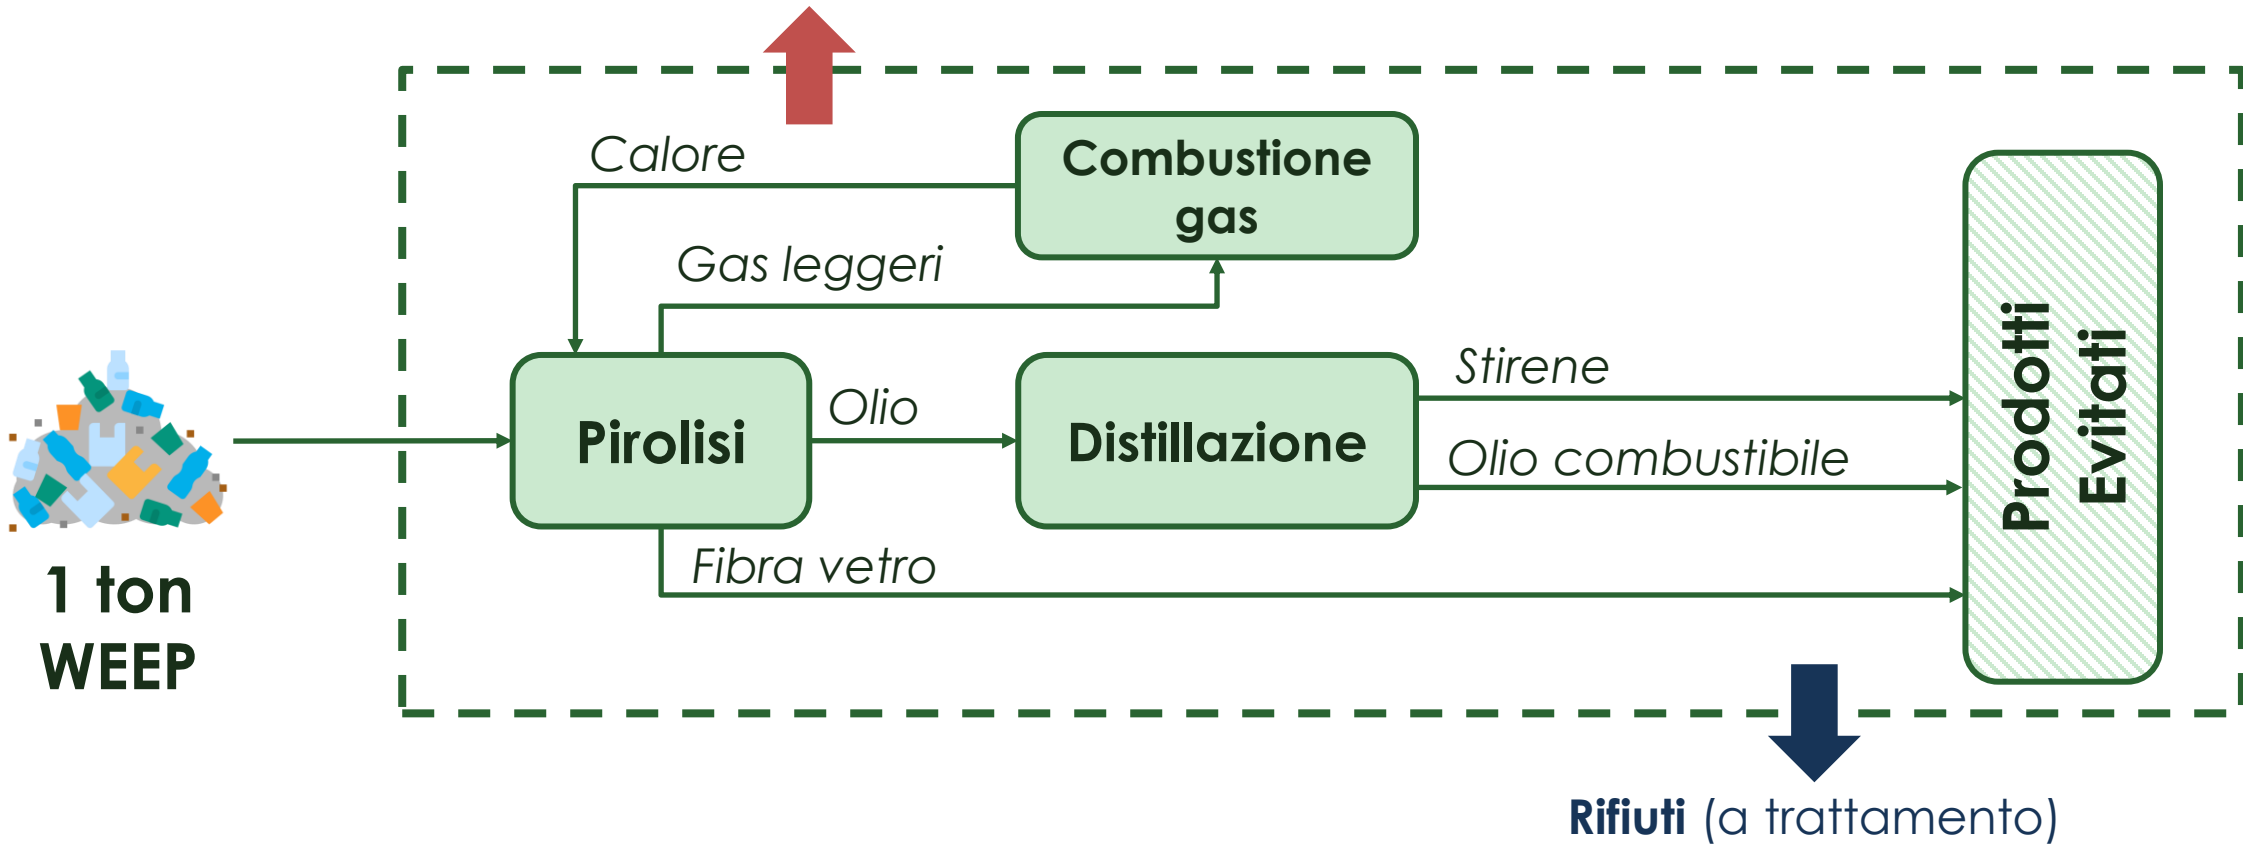 Calore
Combustione
gas
Gas leggeri
Pirolisi
Olio
Distillazione
Stirene
Olio combustibile
Fibra vetro
Prodotti
Evitati
1 ton
WEEP
Rifiuti (a trattamento)